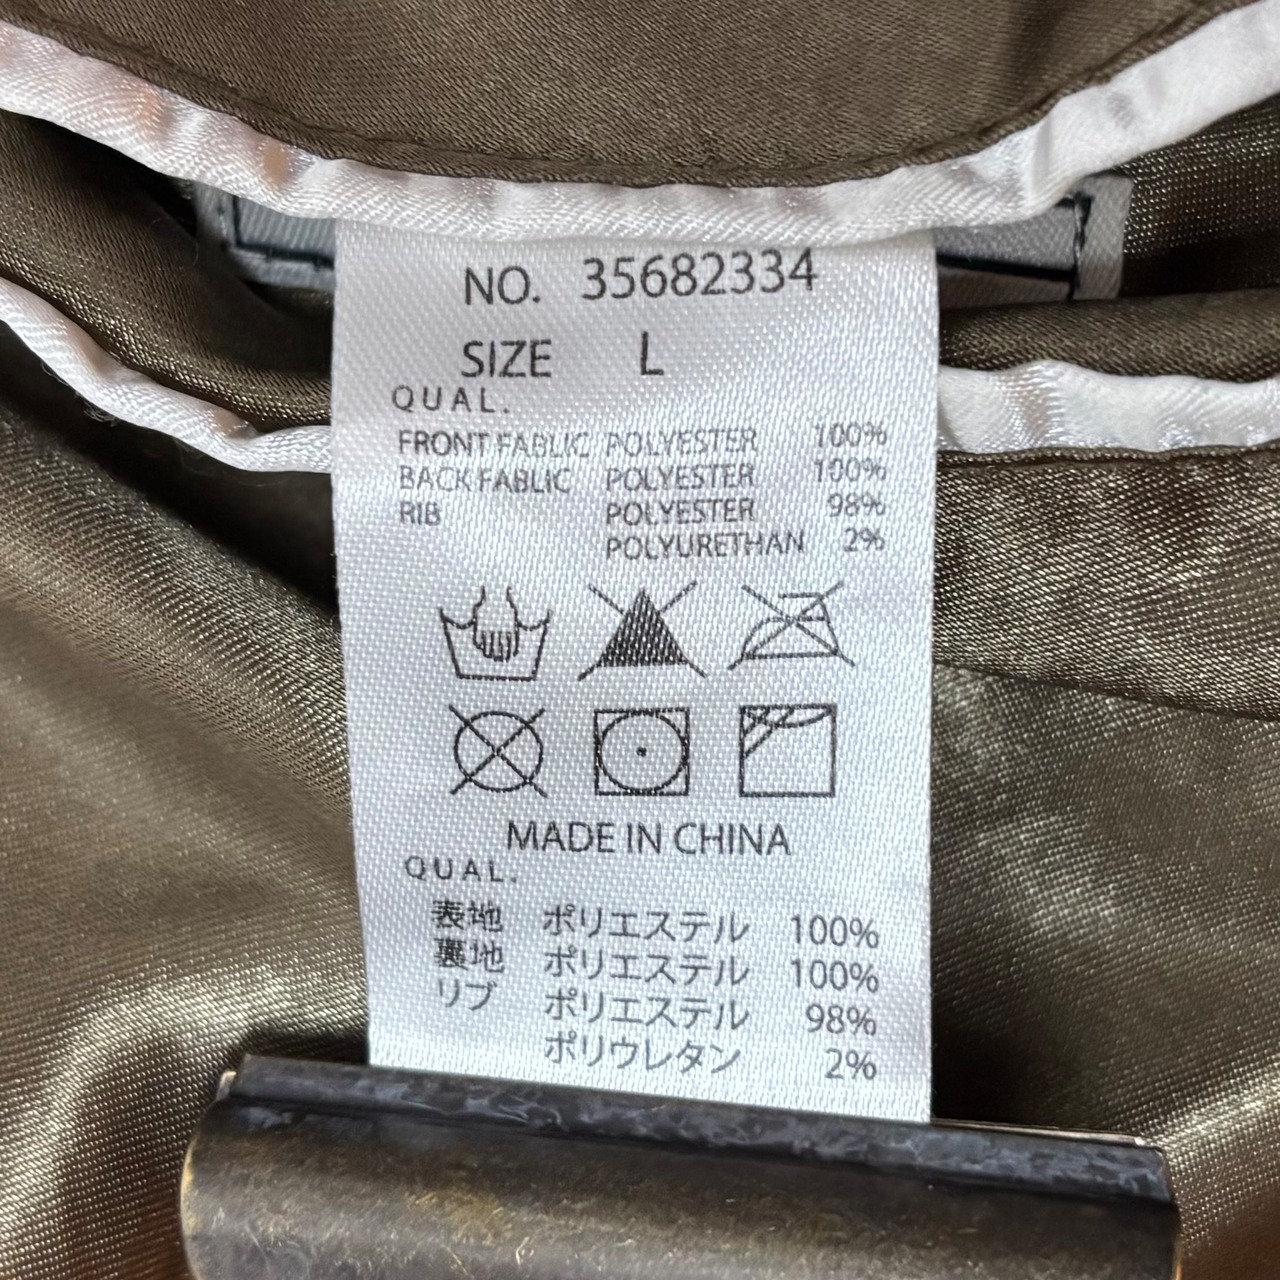 NO. 35682334
SIZE L
QUAL.
FRONT FABLIC POLYESTER 100%
BACK FABLIC POLYESTER 100%
RIB POLYESTER 98%
POLYURETHAN 2%
MADE IN CHINA
QUAL.
表地 ポリエステル 100%
裏地 ポリエステル 100%
リブ ポリエステル 98%
ポリウレタン 2%